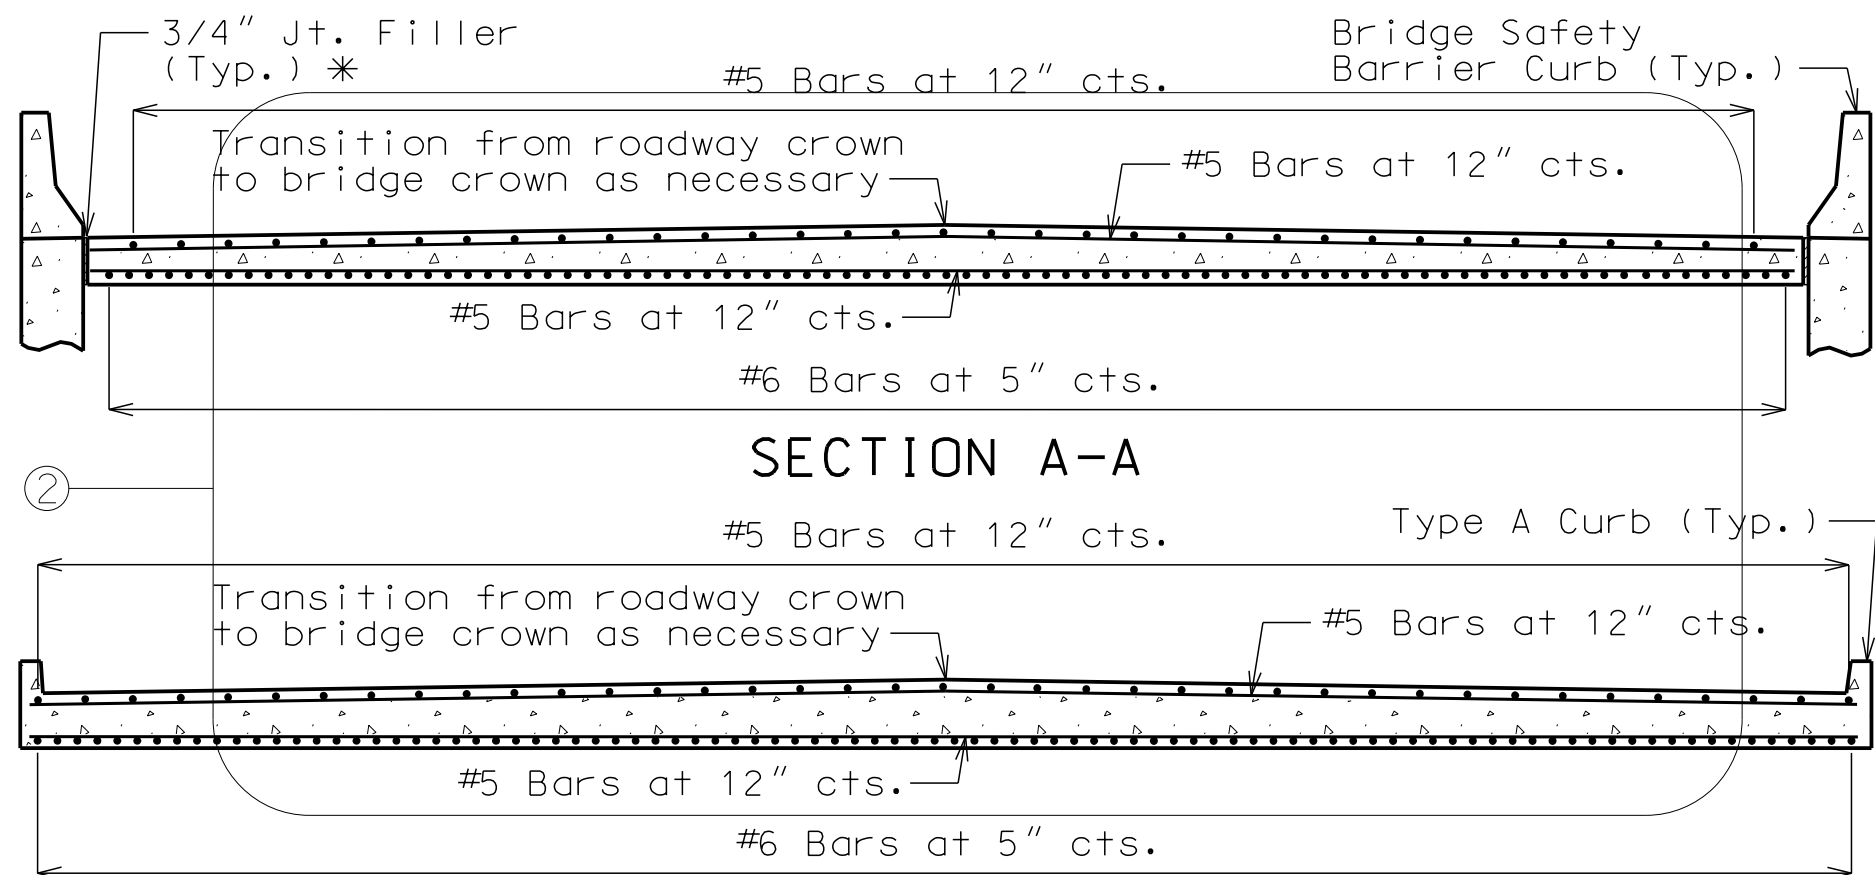 3/4" Jt. Filler
(Typ.) *
#5 Bars at 12" cts.
Bridge Safety
Barrier Curb (Typ.)
Transition from roadway crown
to bridge crown as necessary
#5 Bars at 12" cts.
#5 Bars at 12" cts.
#6 Bars at 5" cts.
SECTION A-A
2
#5 Bars at 12" cts.
Type A Curb (Typ.)
Transition from roadway crown
to bridge crown as necessary
#5 Bars at 12" cts.
#5 Bars at 12" cts.
#6 Bars at 5" cts.